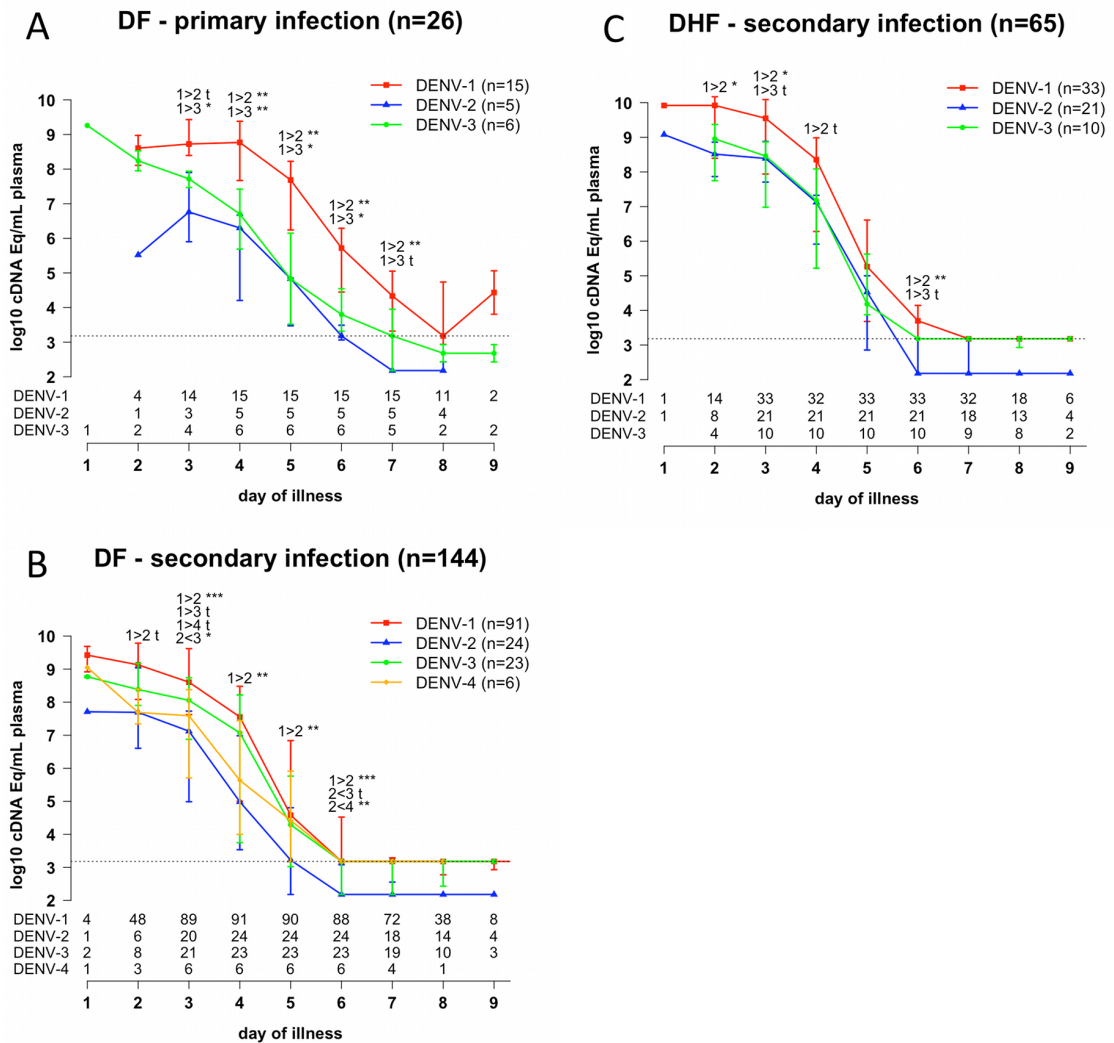 A
DF - primary infection (n=26)
DENV-1 (n=15)
DENV-2 (n=5)
DENV-3 (n=6)
1>2 t
1>3 *
1>2 **
1>3 **
1>2 **
1>3 *
1>2 **
1>3 *
1>2 **
1>3 t
log10 cDNA Eq/mL plasma
10
9
8
7
6
5
4
3
2
DENV-1 4 14 15 15 15 15 11 2
DENV-2 1 3 5 5 5 5 4
DENV-3 1 2 4 6 6 6 5 2 2
1 2 3 4 5 6 7 8 9
day of illness
C
DHF - secondary infection (n=65)
DENV-1 (n=33)
DENV-2 (n=21)
DENV-3 (n=10)
1>2 *
1>2 *
1>3 t
1>2 t
1>2 **
1>3 t
log10 cDNA Eq/mL plasma
10
9
8
7
6
5
4
3
2
DENV-1 1 14 33 32 33 33 32 18 6
DENV-2 1 8 21 21 21 21 18 13 4
DENV-3 4 10 10 10 10 9 8 2
1 2 3 4 5 6 7 8 9
day of illness
B
DF - secondary infection (n=144)
DENV-1 (n=91)
DENV-2 (n=24)
DENV-3 (n=23)
DENV-4 (n=6)
1>2 t
1>2 ***
1>3 t
1>4 t
2<3 *
1>2 **
1>2 **
1>2 ***
2<3 t
2<4 **
log10 cDNA Eq/mL plasma
10
9
8
7
6
5
4
3
2
DENV-1 4 48 89 91 90 88 72 38 8
DENV-2 1 6 20 24 24 24 18 14 4
DENV-3 2 8 21 23 23 23 19 10 3
DENV-4 1 3 6 6 6 6 4 1
1 2 3 4 5 6 7 8 9
day of illness